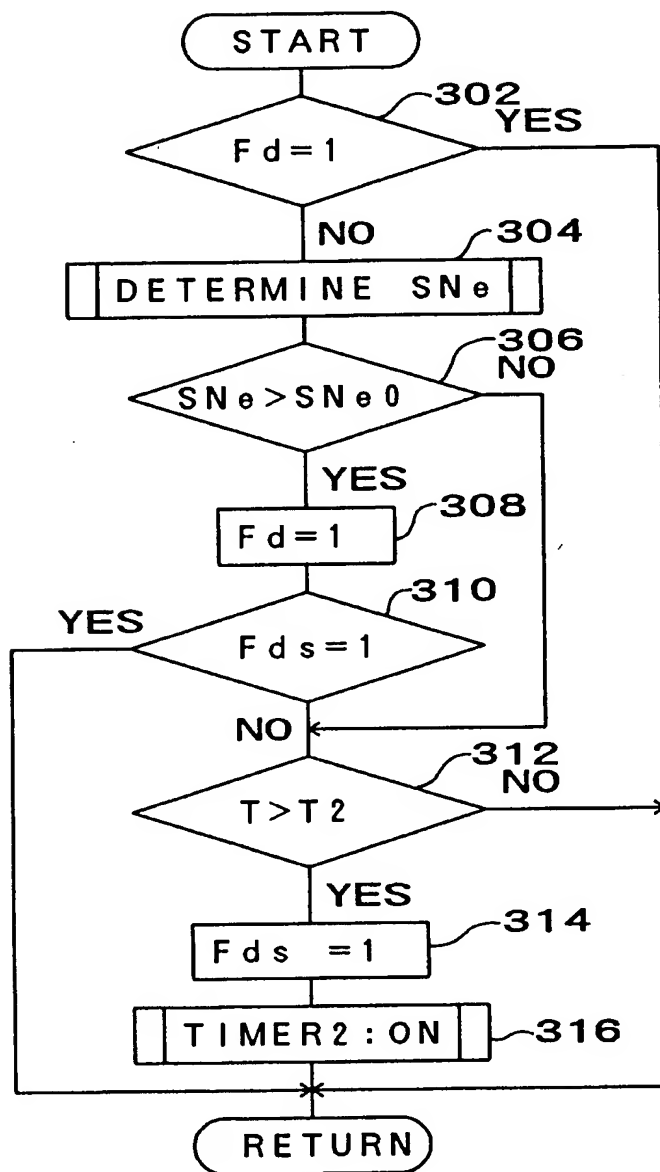 START
302
YES
Fd=1
NO
304
DETERMINE SNe
306
NO
SNe>SNe0
YES
Fd=1
308
310
YES
Fds=1
NO
312
NO
T>T2
YES
Fds =1
314
TIMER2:ON
316
RETURN